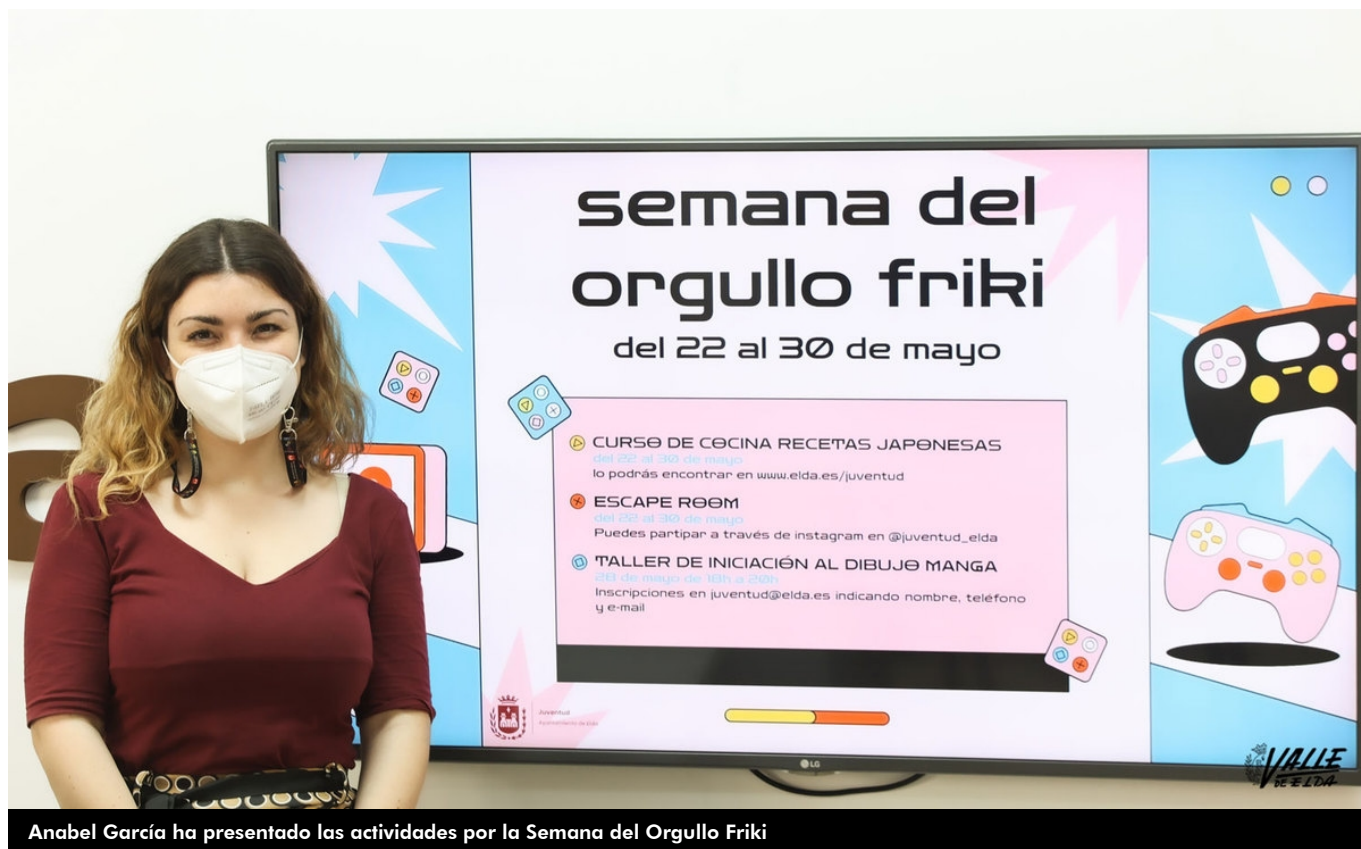 semana del
orgullo friki
del 22 al 30 de mayo
CURSO DE COCINA RECETAS JAPONESAS
del 22 al 30 de mayo
lo podrás encontrar en www.elda.es/juventud
ESCAPE ROOM
del 22 al 30 de mayo
Puedes partipar a través de instagram en @juventud_elda
TALLER DE INICIACIÓN AL DIBUJO MANGA
28 de mayo de 18h a 20h
Inscripciones en juventud@elda.es indicando nombre, teléfono
y e-mail
Juventud
Ayuntamiento de Elda
LG
VALLE
DE ELDA
Anabel García ha presentado las actividades por la Semana del Orgullo Friki